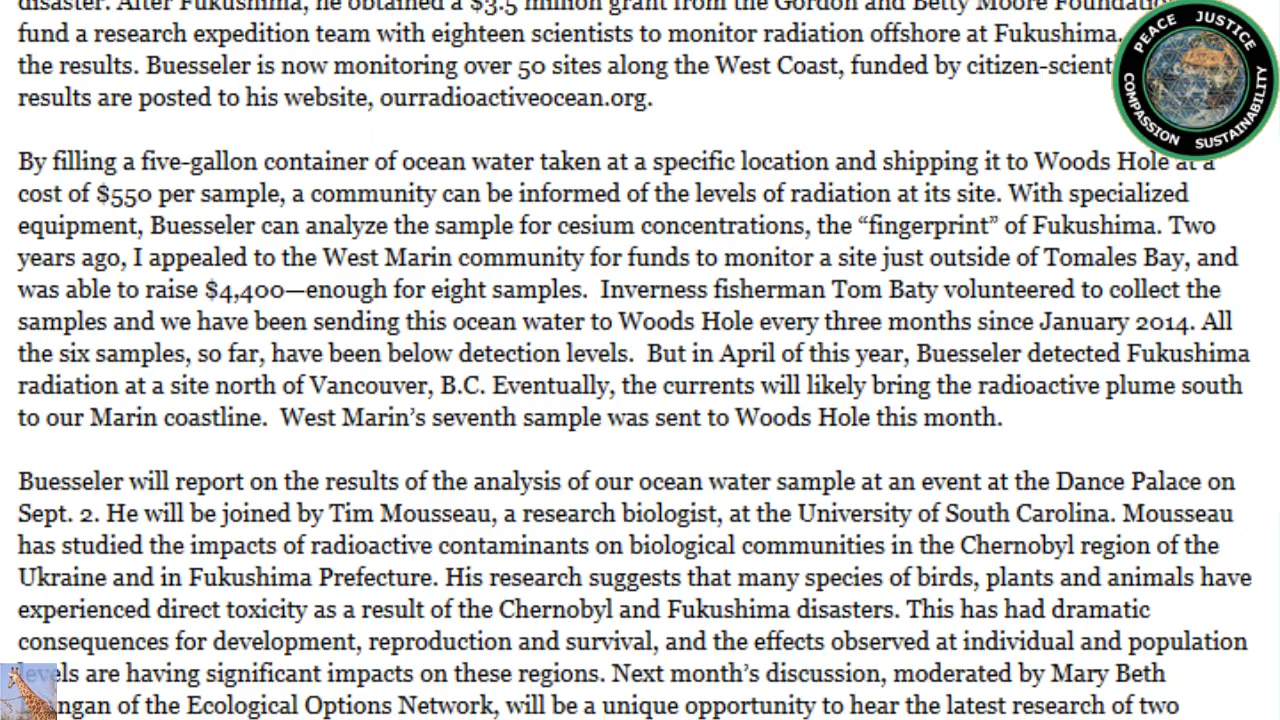 disaster. After Fukushima, he obtained a $3.5 million grant from the Gordon and Betty Moore
fund a research expedition team with eighteen scientists to monitor radiation offshore at Fukushima.
the results. Buesseler is now monitoring over 50 sites along the West Coast, funded by
results are posted to his website, ourradioactiveocean.org.
PEACE JUSTICE
COMPASSION SUSTAINABILITY
By filling a five-gallon container of ocean water taken at a specific location and shipping it to Woods Hole at a
cost of $550 per sample, a community can be informed of the levels of radiation at its site. With specialized
equipment, Buesseler can analyze the sample for cesium concentrations, the “fingerprint” of Fukushima. Two
years ago, I appealed to the West Marin community for funds to monitor a site just outside of Tomales Bay, and
was able to raise $4,400—enough for eight samples.  Inverness fisherman Tom Baty volunteered to collect the
samples and we have been sending this ocean water to Woods Hole every three months since January 2014. All
the six samples, so far, have been below detection levels.  But in April of this year, Buesseler detected Fukushima
radiation at a site north of Vancouver, B.C. Eventually, the currents will likely bring the radioactive plume south
to our Marin coastline.  West Marin’s seventh sample was sent to Woods Hole this month.
Buesseler will report on the results of the analysis of our ocean water sample at an event at the Dance Palace on
Sept. 2. He will be joined by Tim Mousseau, a research biologist, at the University of South Carolina. Mousseau
has studied the impacts of radioactive contaminants on biological communities in the Chernobyl region of the
Ukraine and in Fukushima Prefecture. His research suggests that many species of birds, plants and animals have
experienced direct toxicity as a result of the Chernobyl and Fukushima disasters. This has had dramatic
consequences for development, reproduction and survival, and the effects observed at individual and population
levels are having significant impacts on these regions. Next month’s discussion, moderated by Mary Beth
of the Ecological Options Network, will be a unique opportunity to hear the latest research of two